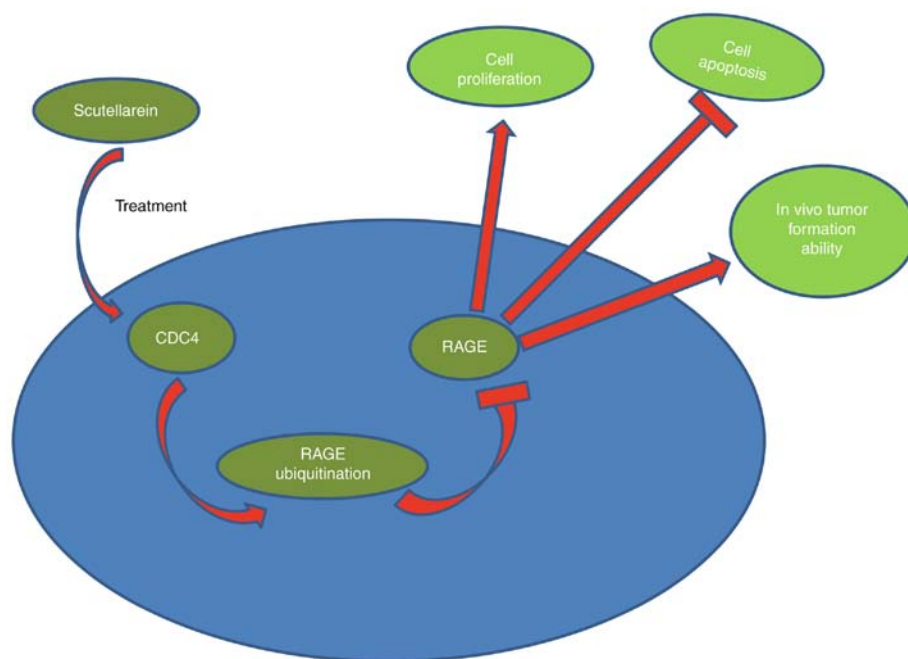 Cell
proliferation
Cell
apoptosis
Scutellarein
Treatment
In vivo tumor
formation
ability
CDC4
RAGE
RAGE
ubiquitination